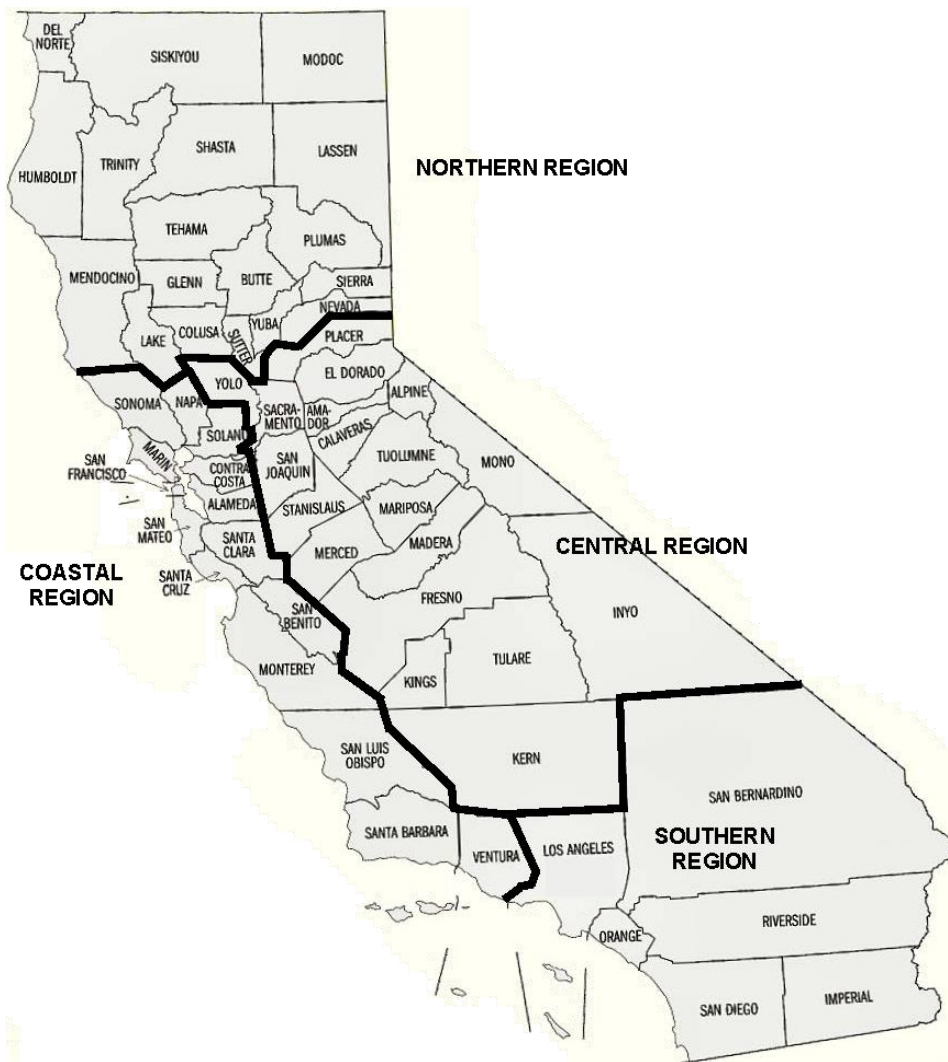 DEL
NORTE
SISKIYOU
MODOC
HUMBOLDT
TRINITY
SHASTA
LASSEN
NORTHERN REGION
TEHAMA
PLUMAS
MENDOCINO
GLENN
BUTTE
SIERRA
NEVADA
LAKE
COLUSA
SUTTER
YUBA
PLACER
YOLO
EL DORADO
SONOMA
NAPA
SACRA-
MENTO
AMA-
DOR
ALPINE
SOLANO
CALAVERAS
MARIN
SAN
FRANCISCO
CONTRA
COSTA
SAN
JOAQUIN
TUOLUMNE
MONO
ALAMEDA
STANISLAUS
MARIPOSA
SAN
MATEO
SANTA
CLARA
MERCED
MADERA
CENTRAL REGION
COASTAL
REGION
SANTA
CRUZ
SAN
BENITO
FRESNO
INYO
MONTEREY
KINGS
TULARE
SAN LUIS
OBISPO
KERN
SAN BERNARDINO
SANTA BARBARA
VENTURA
LOS ANGELES
SOUTHERN
REGION
ORANGE
RIVERSIDE
SAN DIEGO
IMPERIAL